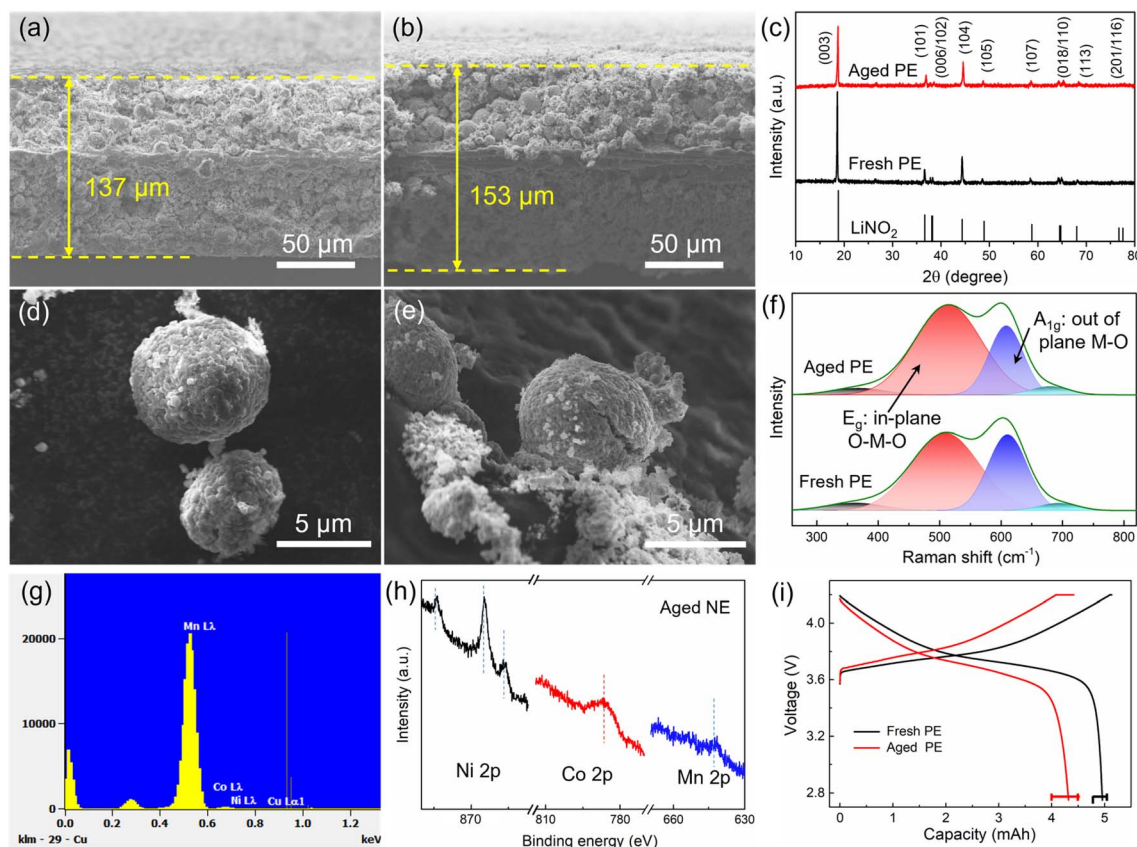 (a)
137 µm
50 µm
(b)
153 µm
50 µm
(c)
(003)
(101)
(006/102)
(104)
(105)
(107)
(018/110)
(113)
(201/116)
Aged PE
Fresh PE
LiNO₂
Intensity (a.u.)
10 20 30 40 50 60 70 80
2θ (degree)
(d)
5 µm
(e)
5 µm
(f)
A₁g: out of
plane M-O
Aged PE
Eg: in-plane
O-M-O
Fresh PE
Intensity
300 400 500 600 700 800
Raman shift (cm⁻¹)
(g)
Mn Lλ
20000
10000
Co Lλ
Ni Lλ
Cu Lα1
0
0.0 0.2 0.4 0.6 0.8 1.0 1.2
klm - 29 - Cu
keV
(h)
Aged NE
Intensity (a.u.)
Ni 2p
Co 2p
Mn 2p
870 810 780 660 630
Binding energy (eV)
(i)
Voltage (V)
4.0
3.6
3.2
2.8
Fresh PE
Aged PE
0 1 2 3 4 5
Capacity (mAh)